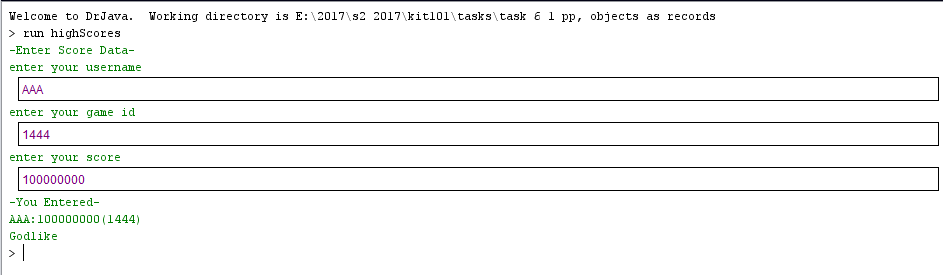 Welcome to DrJava.  Working directory is E:\2017\s2 2017\kit101\tasks\task 6 1 pp, objects as records
> run highScores
-Enter Score Data-
enter your username
AAA
enter your game id
1444
enter your score
100000000
-You Entered-
AAA:100000000(1444)
Godlike
>